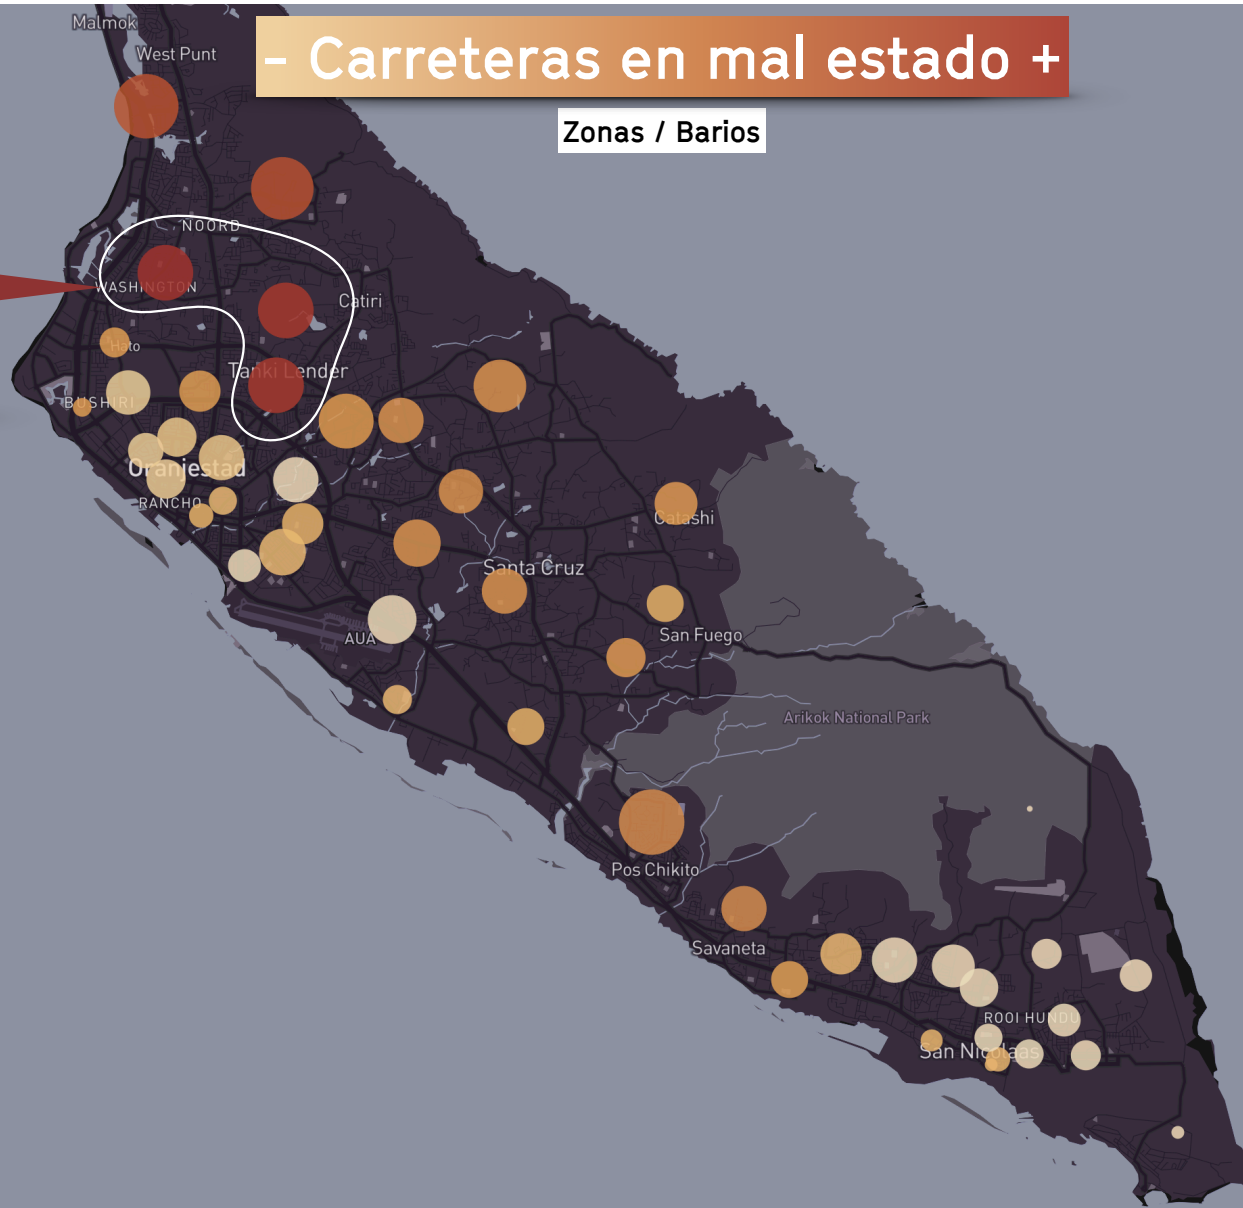 Malmok
West Punt
- Carreteras en mal estado +
Zonas / Barios
NOORD
WASHINGTON
Catiri
Hato
Tanki Lender
BUSHIRI
Oranjestad
RANCHO
Catashi
Santa Cruz
San Fuego
AUA
Arikok National Park
Pos Chikito
Savaneta
ROOI HUNDU
San Nicolaas